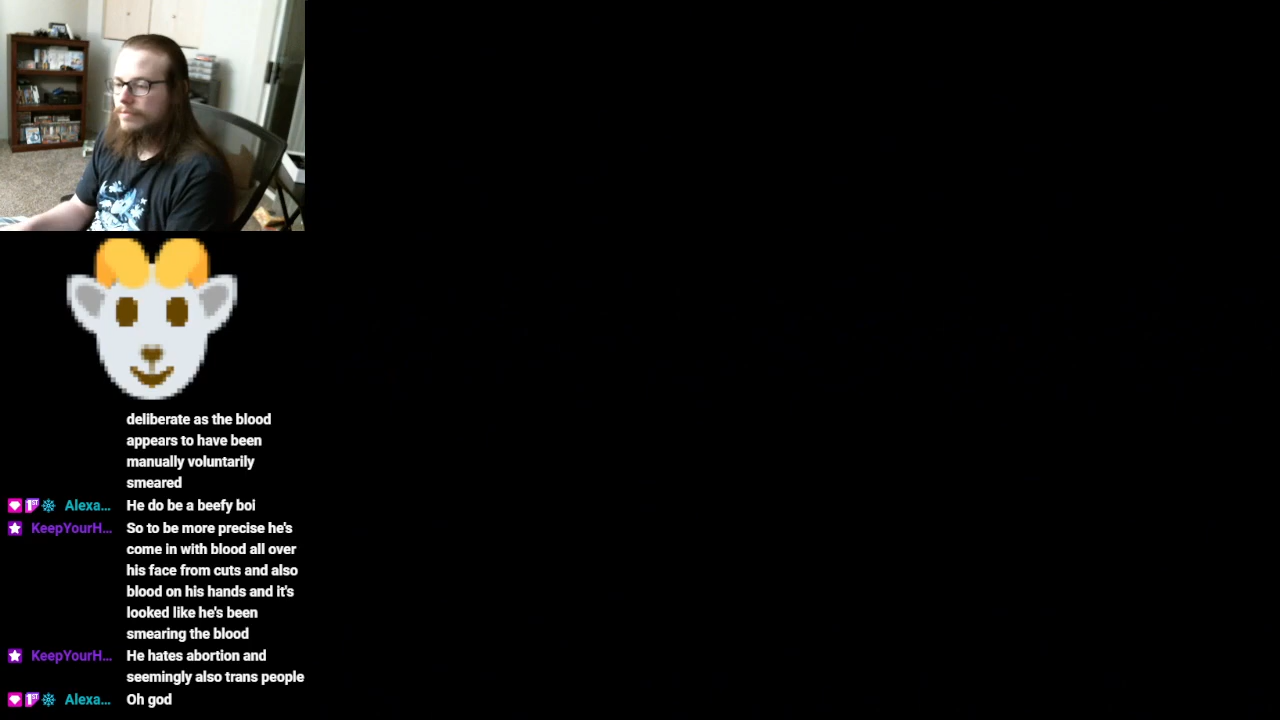 deliberate as the blood
appears to have been
manually voluntarily
smeared
Alexa... He do be a beefy boi
KeepYourH... So to be more precise he's
come in with blood all over
his face from cuts and also
blood on his hands and it's
looked like he's been
smearing the blood
KeepYourH... He hates abortion and
seemingly also trans people
Alexa... Oh god